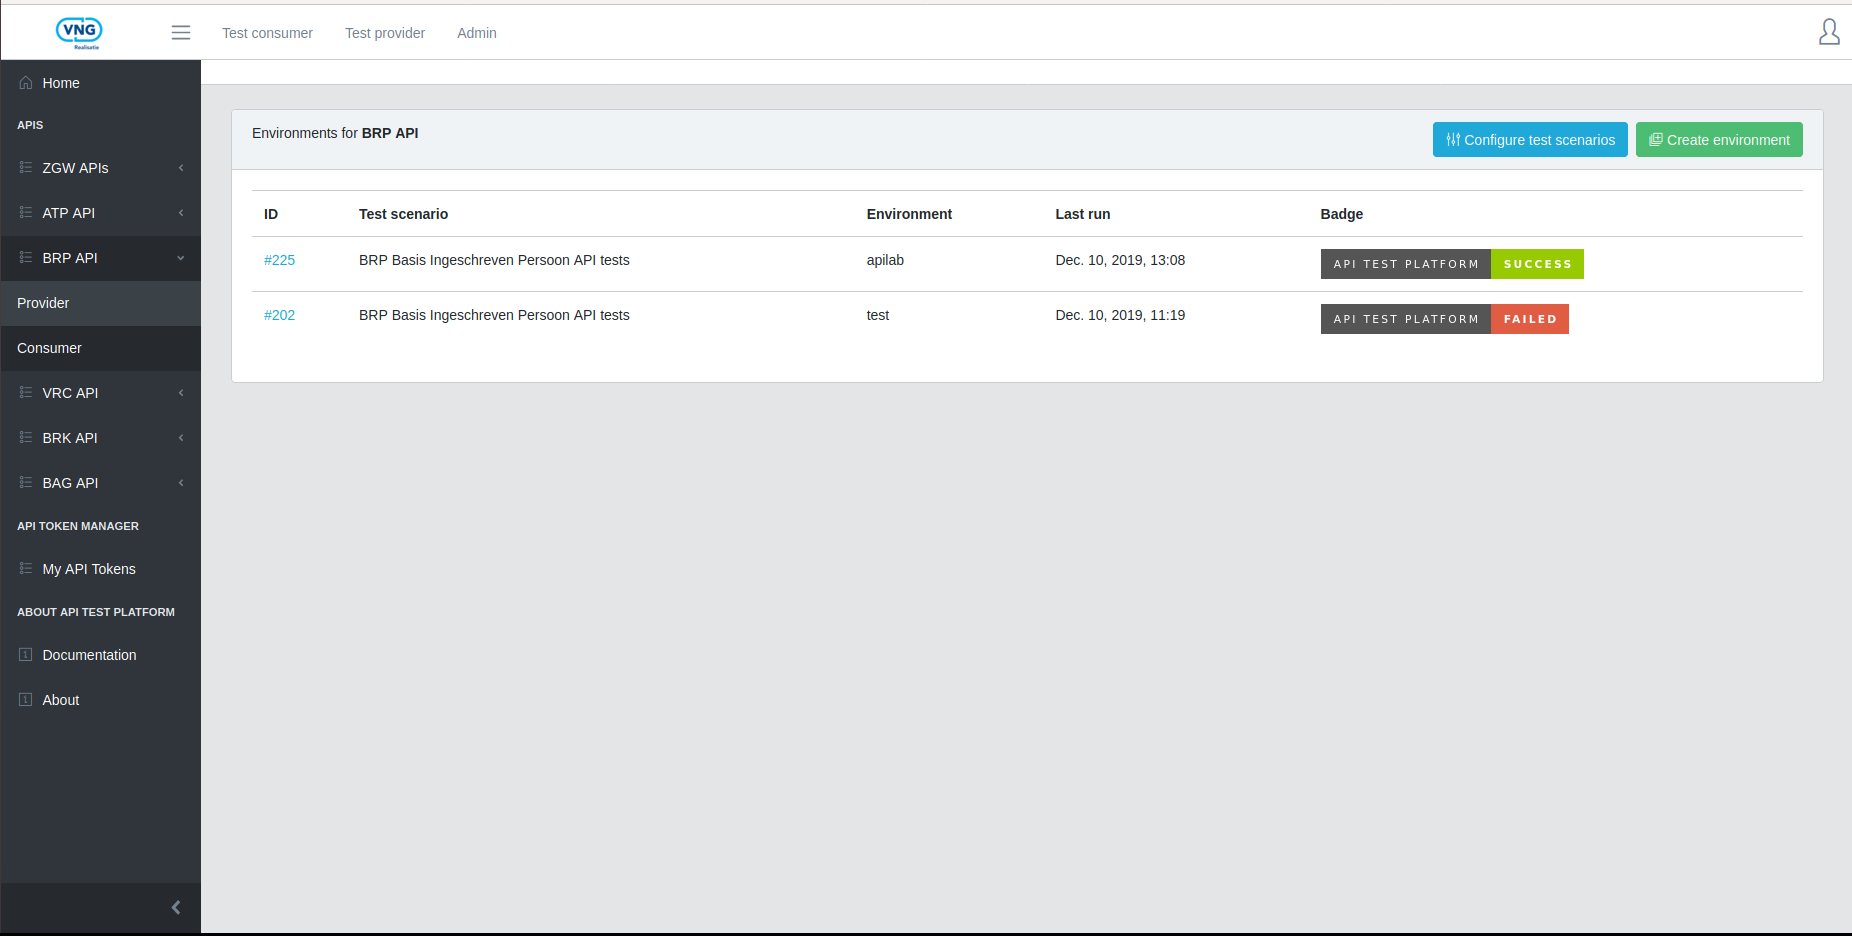 VNG
Realisatie
Test consumer
Test provider
Admin
Home
APIS
ZGW APIs
ATP API
BRP API
Provider
Consumer
VRC API
BRK API
BAG API
API TOKEN MANAGER
My API Tokens
ABOUT API TEST PLATFORM
Documentation
About
Environments for BRP API
Configure test scenarios
Create environment
ID Test scenario Environment Last run Badge
#225 BRP Basis Ingeschreven Persoon API tests apilab Dec. 10, 2019, 13:08 API TEST PLATFORM SUCCESS
#202 BRP Basis Ingeschreven Persoon API tests test Dec. 10, 2019, 11:19 API TEST PLATFORM FAILED